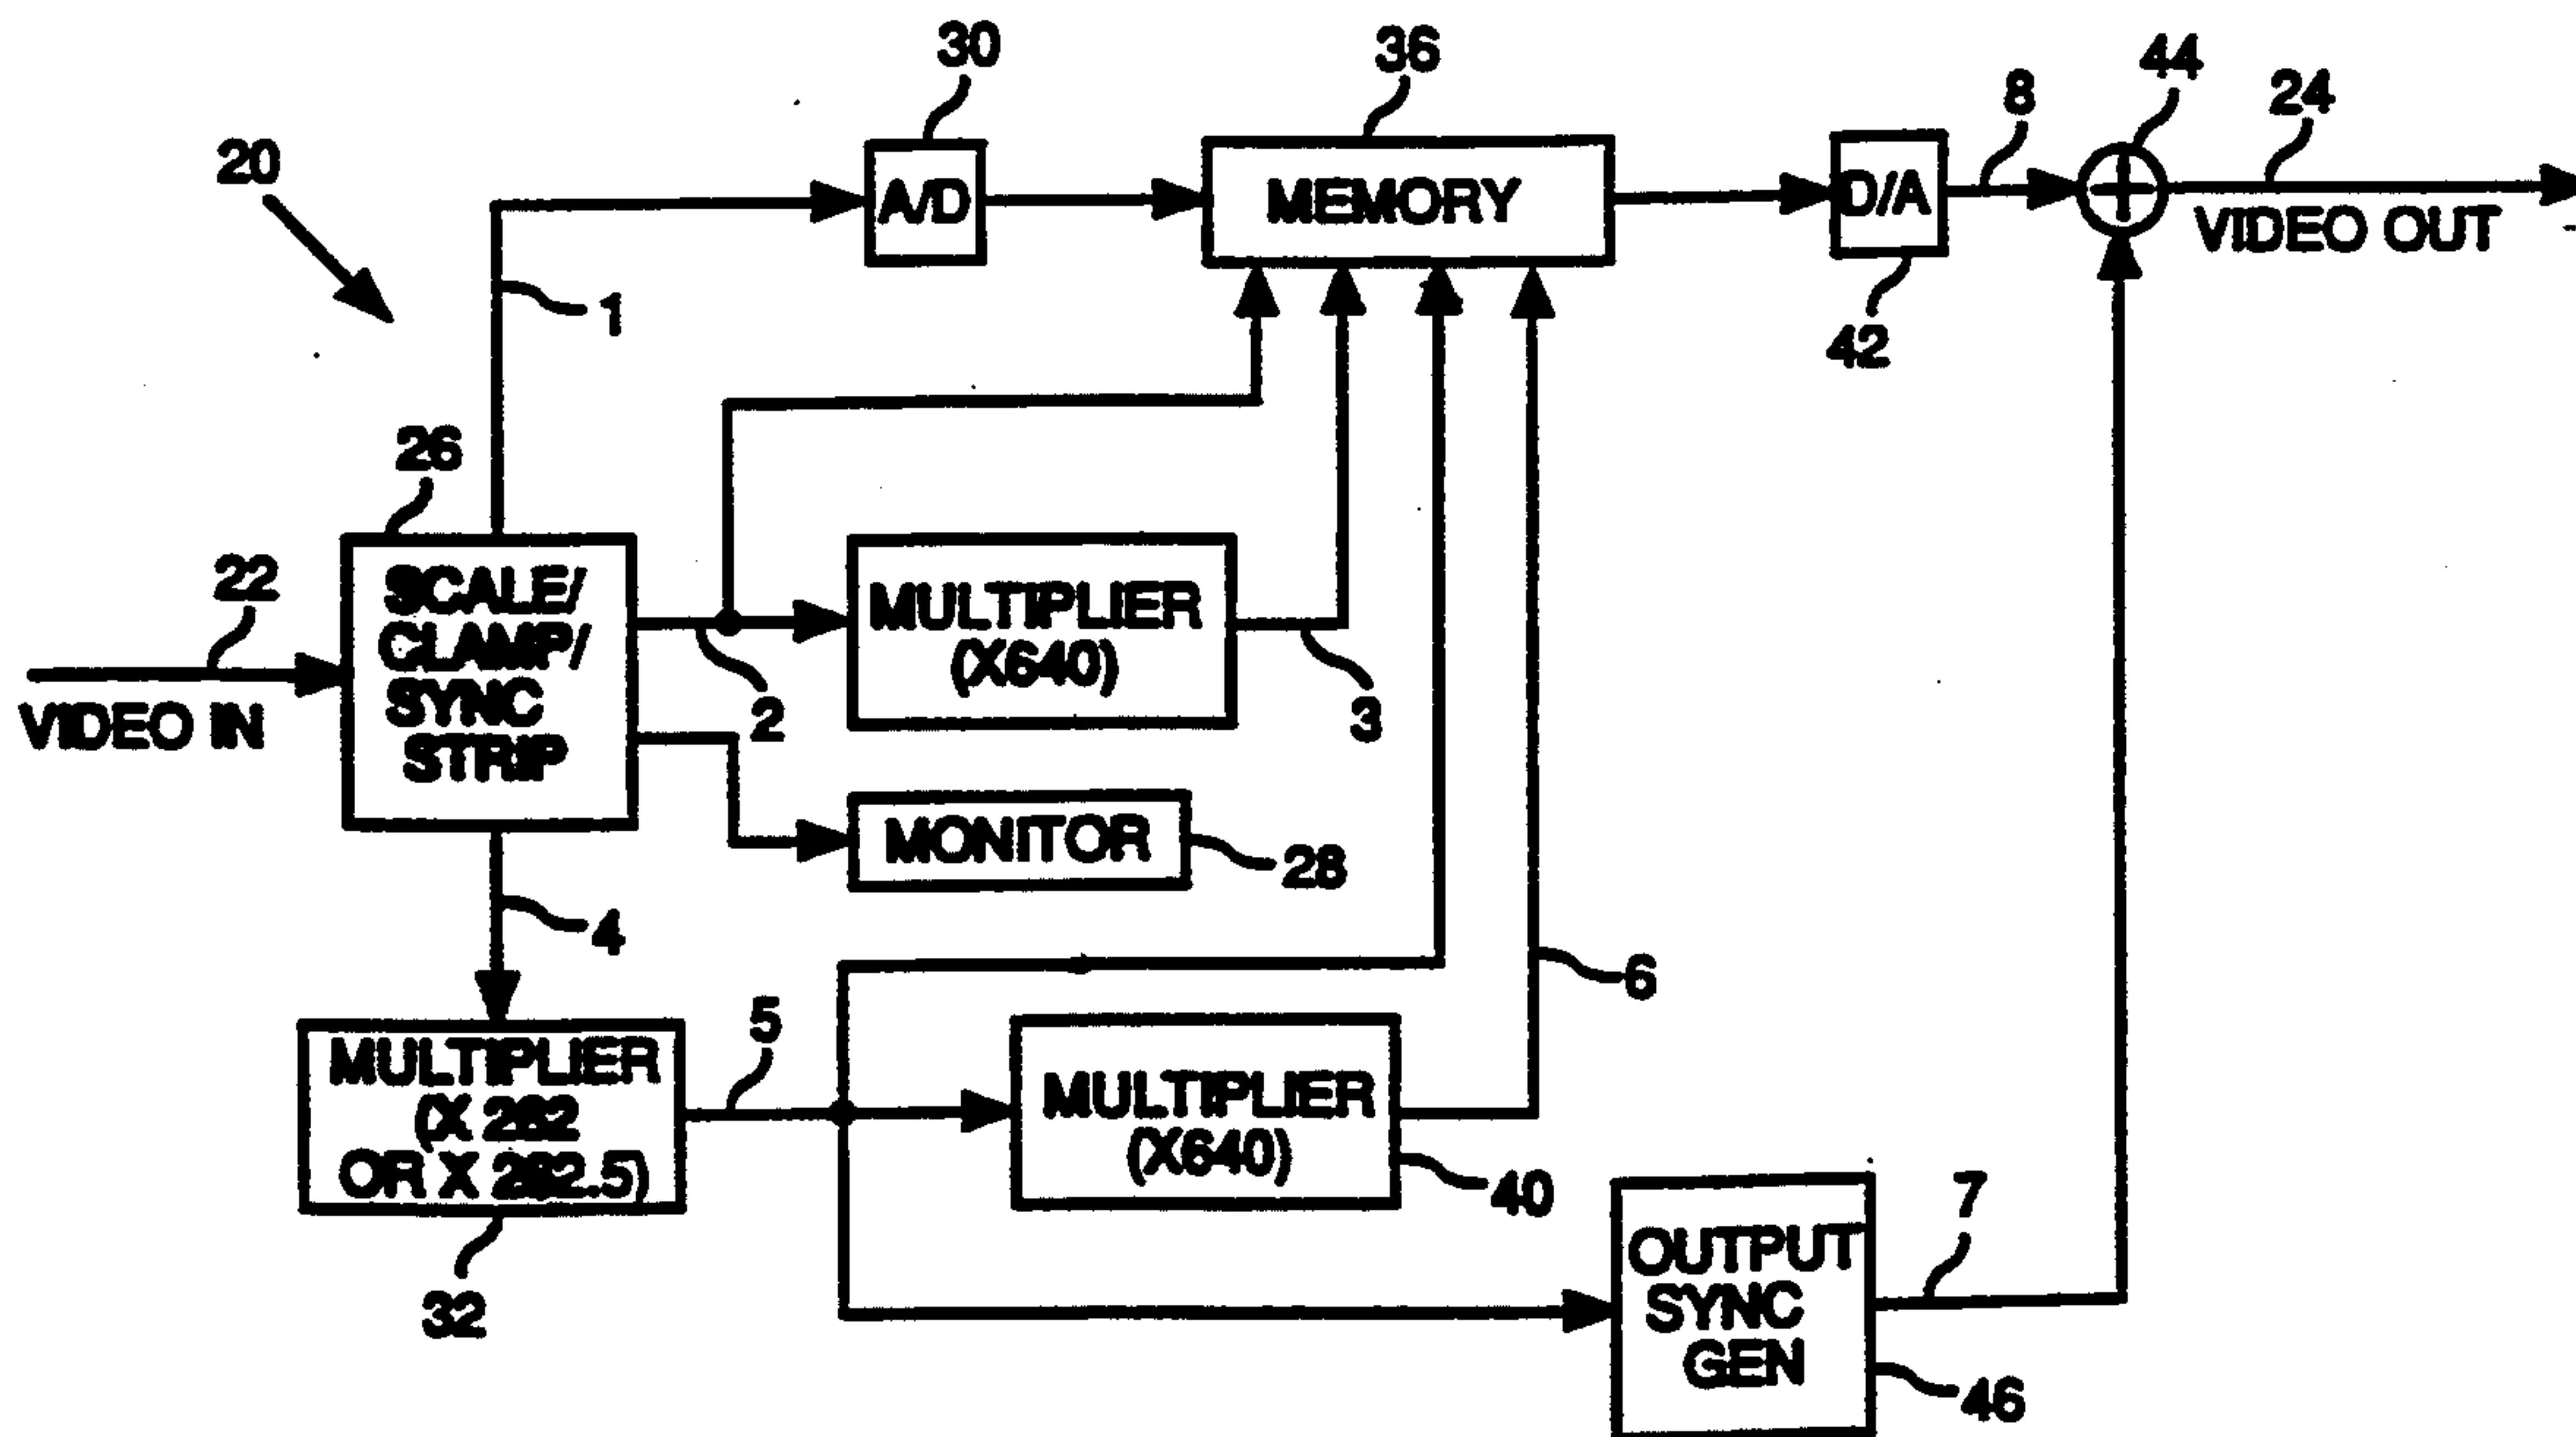 30
36
44
8
24
20
A/D
MEMORY
D/A
VIDEO OUT
1
42
26
22
SCALE/
CLAMP/
SYNC
STRIP
VIDEO IN
MULTIPLIER
(X640)
2
3
MONITOR
28
4
6
5
MULTIPLIER
(X 262
OR X 262.5)
MULTIPLIER
(X640)
40
32
7
OUTPUT
SYNC
GEN
46